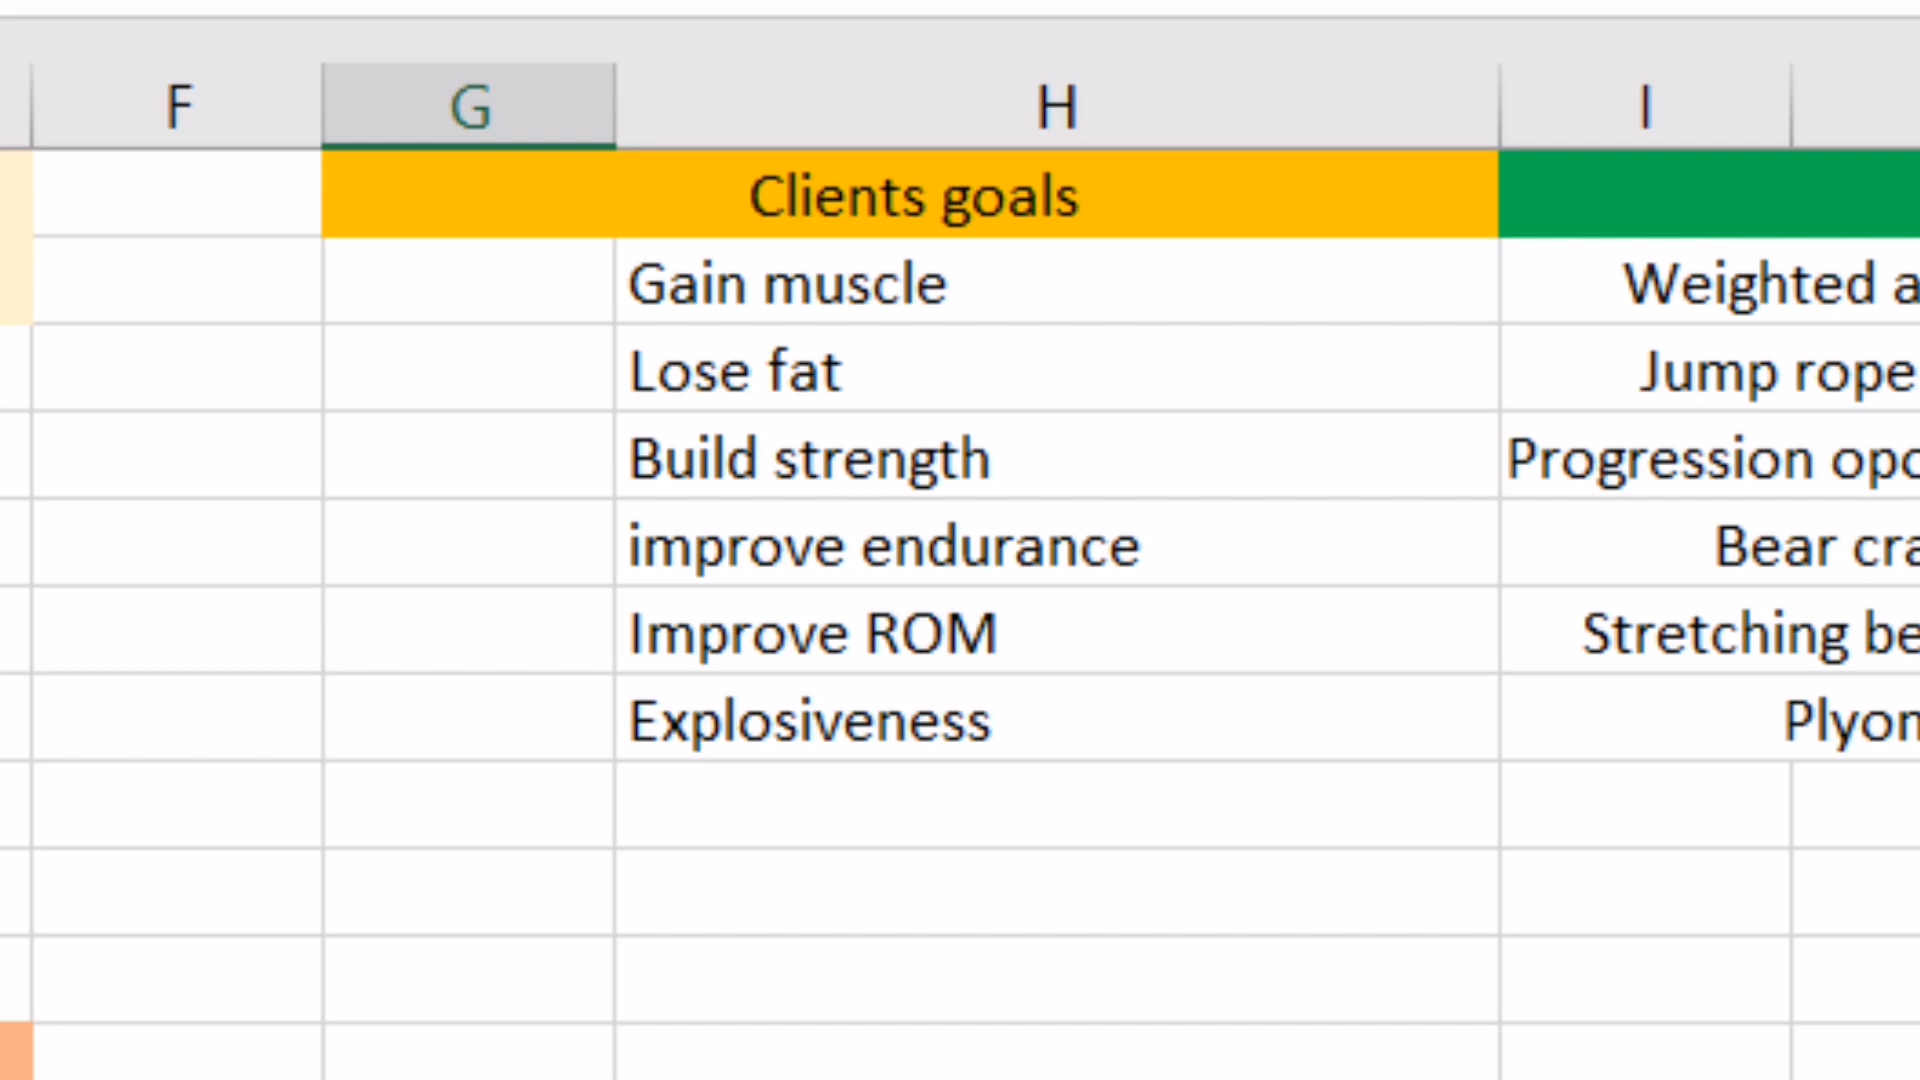 F G H I
Clients goals
Gain muscle Weighted
Lose fat Jump rope
Build strength Progression
improve endurance Bear
Improve ROM Stretching
Explosiveness